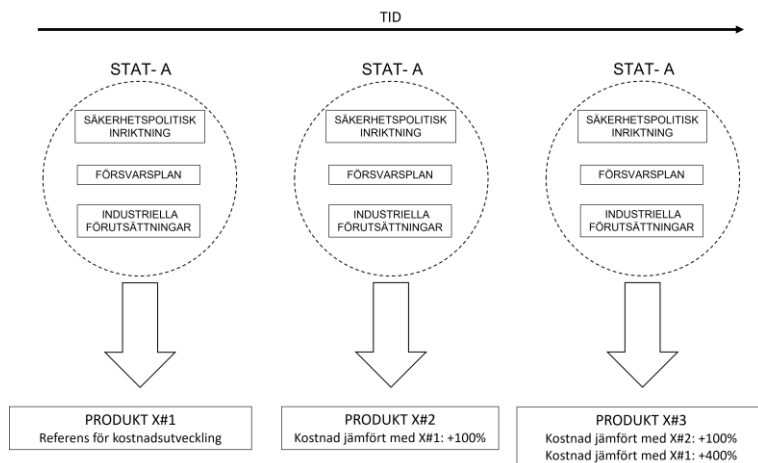 TID
STAT- A
SÄKERHETSPOLITISK
INRIKTNING
FÖRSVARSPLAN
INDUSTRIELLA
FÖRUTSÄTTNINGAR
PRODUKT X#1
Referens för kostnadsutveckling
STAT- A
SÄKERHETSPOLITISK
INRIKTNING
FÖRSVARSPLAN
INDUSTRIELLA
FÖRUTSÄTTNINGAR
PRODUKT X#2
Kostnad jämfört med X#1: +100%
STAT- A
SÄKERHETSPOLITISK
INRIKTNING
FÖRSVARSPLAN
INDUSTRIELLA
FÖRUTSÄTTNINGAR
PRODUKT X#3
Kostnad jämfört med X#2: +100%
Kostnad jämfört med X#1: +400%